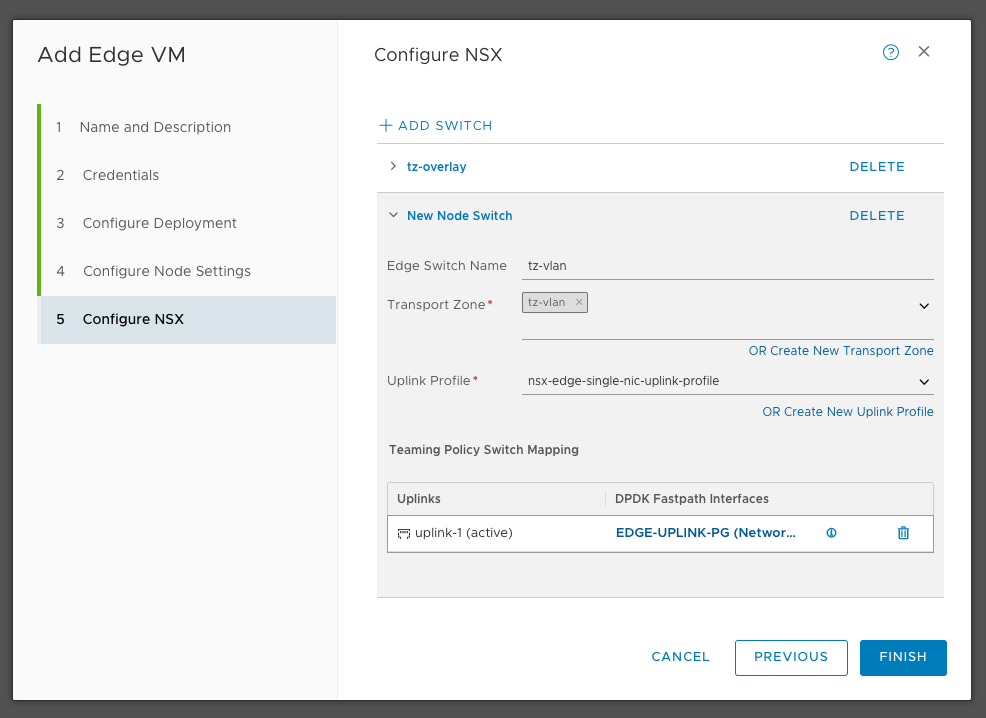 Add Edge VM
1 Name and Description
2 Credentials
3 Configure Deployment
4 Configure Node Settings
5 Configure NSX
Configure NSX
ADD SWITCH
tz-overlay DELETE
New Node Switch DELETE
Edge Switch Name tz-vlan
Transport Zone* tz-vlan ×
OR Create New Transport Zone
Uplink Profile* nsx-edge-single-nic-uplink-profile
OR Create New Uplink Profile
Teaming Policy Switch Mapping
Uplinks DPDK Fastpath Interfaces
uplink-1 (active) EDGE-UPLINK-PG (Networ...
CANCEL PREVIOUS FINISH